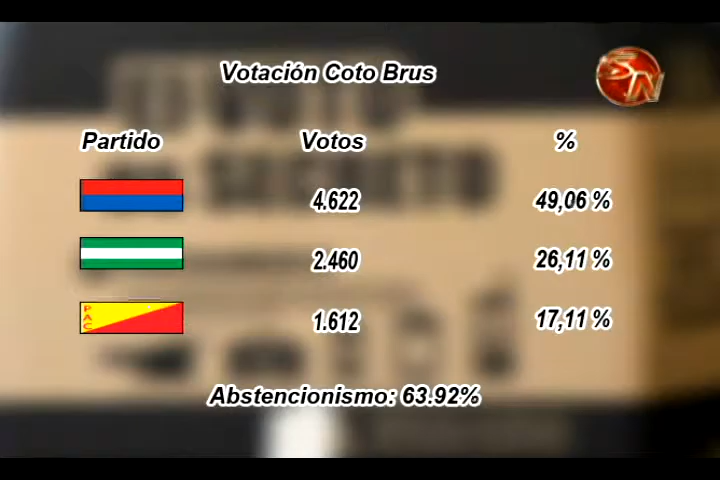 Votación Coto Brus
SN
Partido Votos %
4.622 49,06 %
2.460 26,11 %
PAC 1.612 17,11 %
Abstencionismo: 63.92%